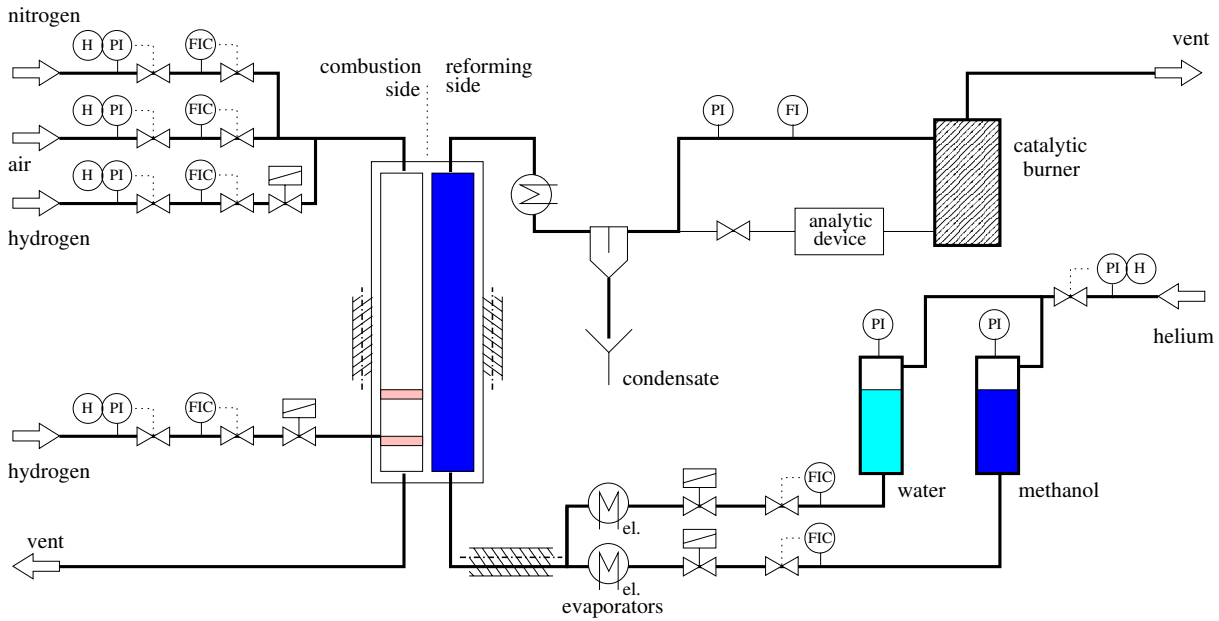 nitrogen
H PI FIC
combustion
side
reforming
side
vent
H PI FIC
air
PI FI
catalytic
burner
H PI FIC
hydrogen
analytic
device
PI H
helium
PI PI
condensate
H PI FIC
hydrogen
water
methanol
FIC
el.
vent
FIC
el.
evaporators